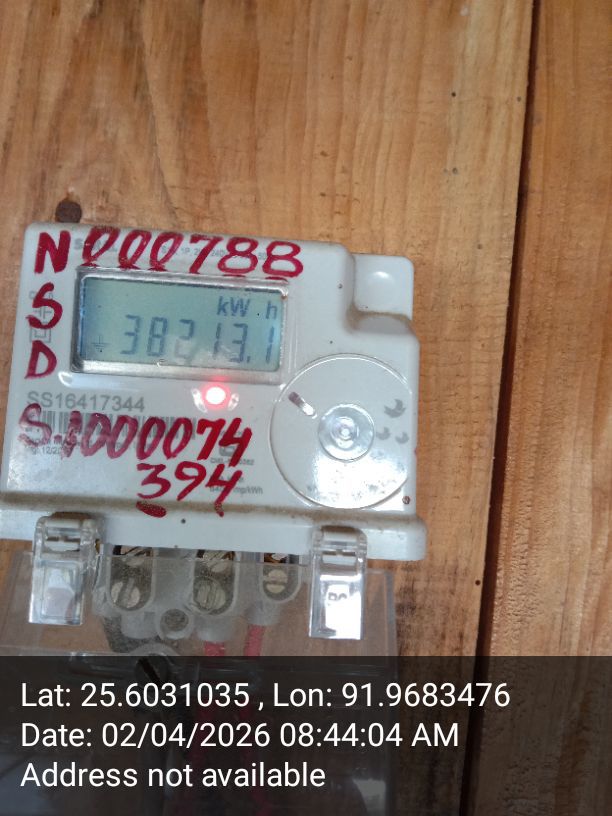 N000788
S
D
kW h
38213.1
SS16417344
S1000074
394
Lat: 25.6031035 , Lon: 91.9683476
Date: 02/04/2026 08:44:04 AM
Address not available